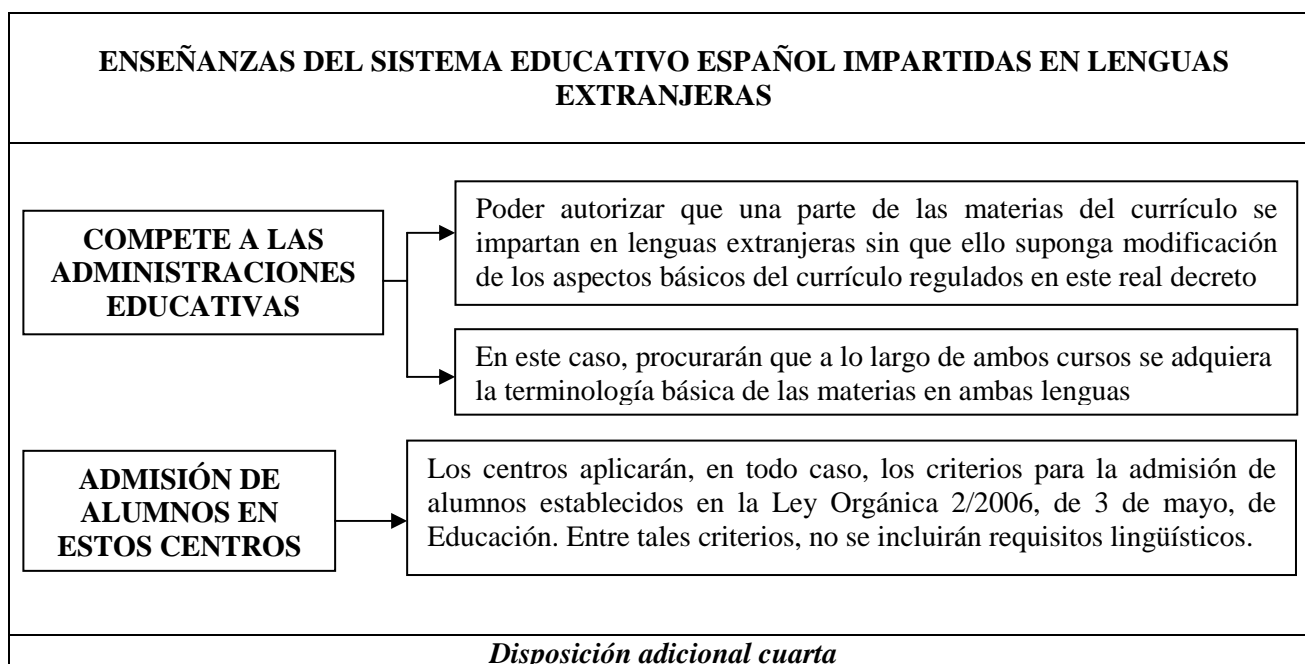 ENSEÑANZAS DEL SISTEMA EDUCATIVO ESPAÑOL IMPARTIDAS EN LENGUAS
EXTRANJERAS
COMPETE A LAS
ADMINISTRACIONES
EDUCATIVAS
Poder autorizar que una parte de las materias del currículo se
impartan en lenguas extranjeras sin que ello suponga modificación
de los aspectos básicos del currículo regulados en este real decreto
En este caso, procurarán que a lo largo de ambos cursos se adquiera
la terminología básica de las materias en ambas lenguas
ADMISIÓN DE
ALUMNOS EN
ESTOS CENTROS
Los centros aplicarán, en todo caso, los criterios para la admisión de
alumnos establecidos en la Ley Orgánica 2/2006, de 3 de mayo, de
Educación. Entre tales criterios, no se incluirán requisitos lingüísticos.
Disposición adicional cuarta